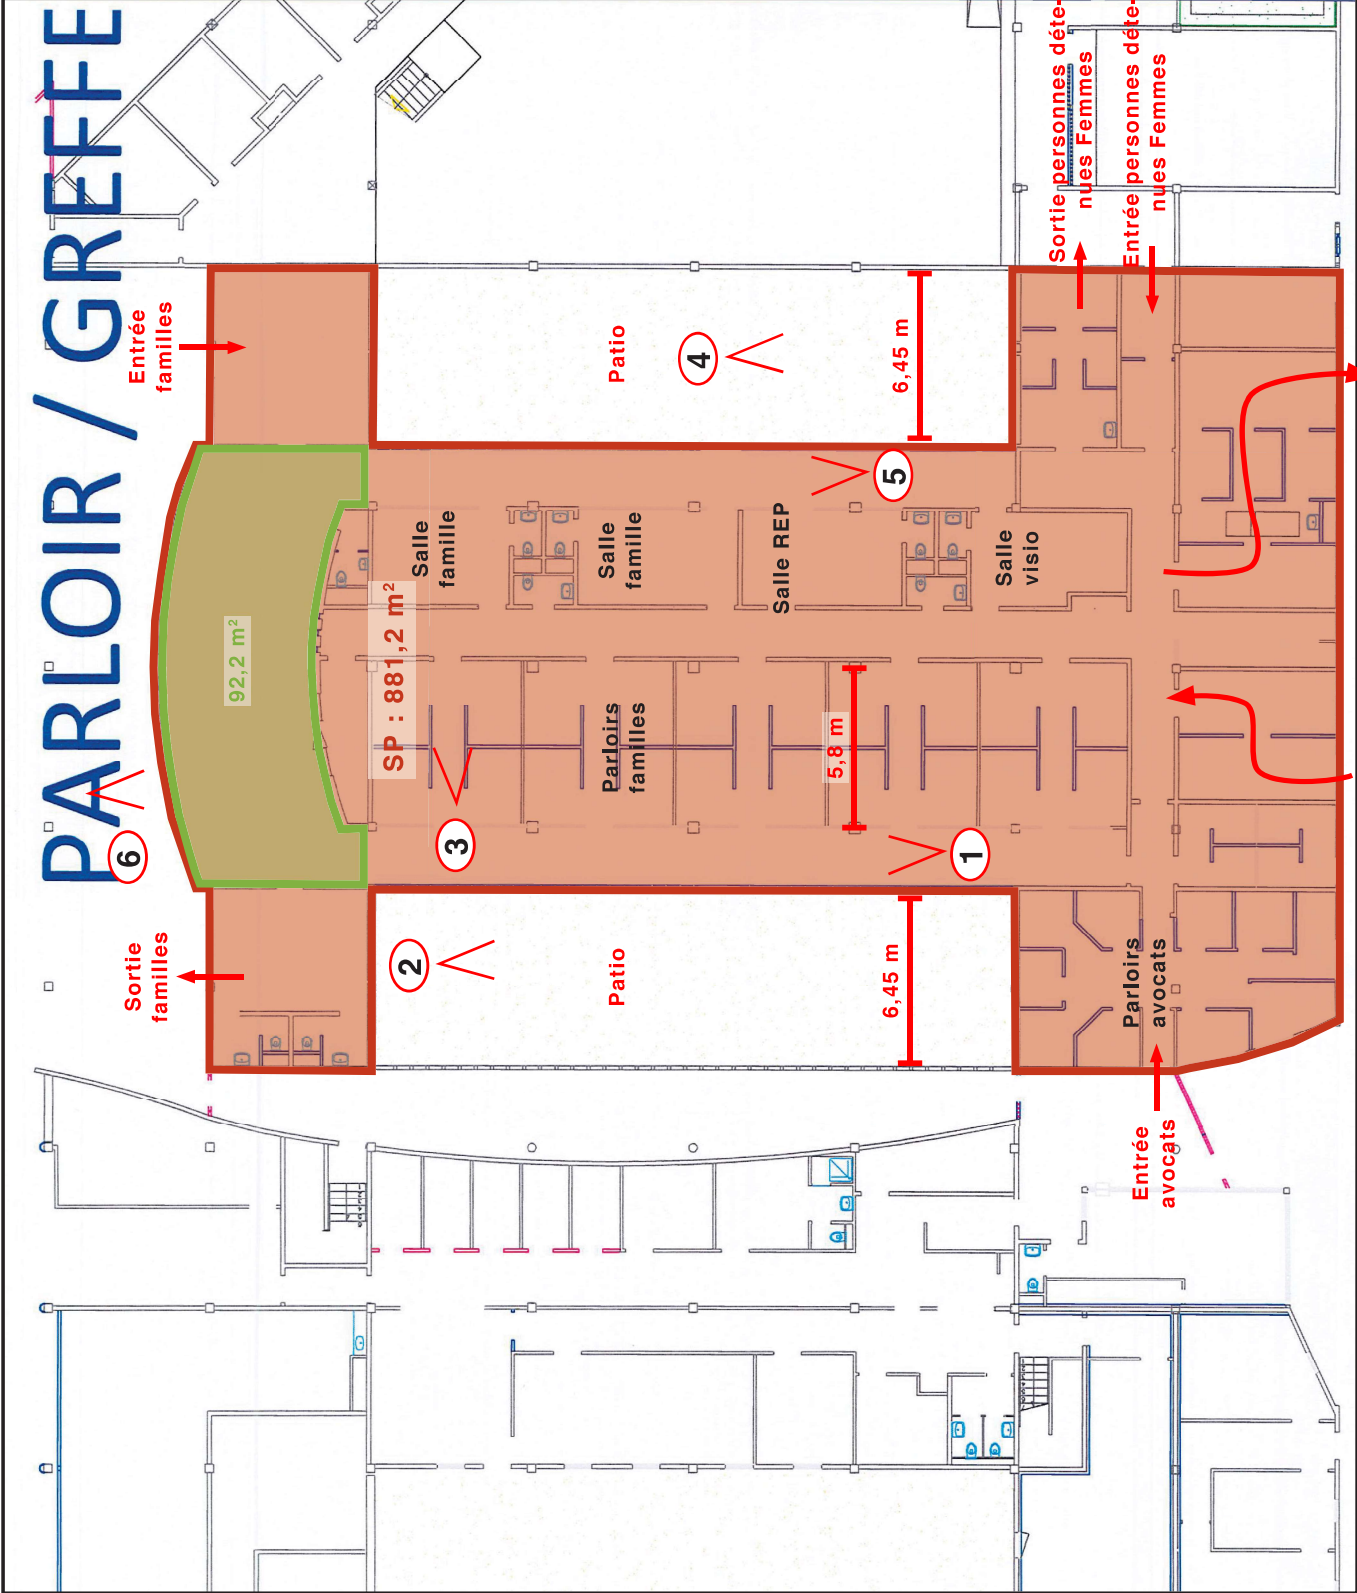 PARLOIR / GREFFE
Sortie personnes déte-
nues Femmes
Entrée personnes déte-
nues Femmes
Entrée
familles
Patio
4
6,45 m
5
Salle
famille
Salle
famille
Salle REP
Salle
visio
92,2 m²
SP : 881,2 m²
Parloirs
familles
5,8 m
6
3
1
Sortie
familles
2
Patio
6,45 m
Parloirs
avocats
Entrée
avocats